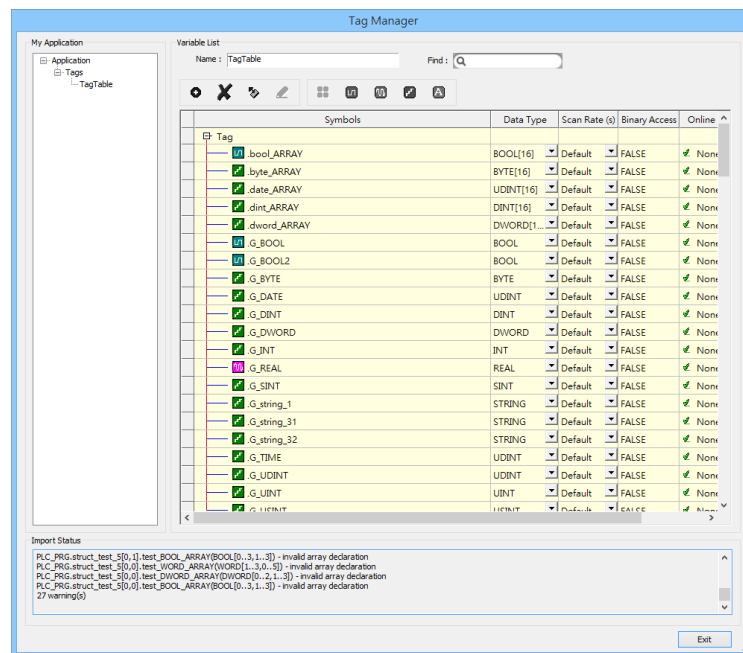 Tag Manager
My Application
Application
Tags
TagTable
Variable List
Name : TagTable Find :
Symbols Data Type Scan Rate (s) Binary Access Online
Tag
.bool_ARRAY BOOL[16] Default FALSE None
.byte_ARRAY BYTE[16] Default FALSE None
.date_ARRAY UDINT[16] Default FALSE None
.dint_ARRAY DINT[16] Default FALSE None
.dword_ARRAY DWORD[1... Default FALSE None
.G_BOOL BOOL Default FALSE None
.G_BOOL2 BOOL Default FALSE None
.G_BYTE BYTE Default FALSE None
.G_DATE UDINT Default FALSE None
.G_DINT DINT Default FALSE None
.G_DWORD DWORD Default FALSE None
.G_INT INT Default FALSE None
.G_REAL REAL Default FALSE None
.G_SINT SINT Default FALSE None
.G_string_1 STRING Default FALSE None
.G_string_31 STRING Default FALSE None
.G_string_32 STRING Default FALSE None
.G_TIME UDINT Default FALSE None
.G_UDINT UDINT Default FALSE None
.G_UINT UINT Default FALSE None
.G_USINT USINT Default FALSE None
Import Status
PLC_PRG.struct_test_5[0,1].test_BOOL_ARRAY(BOOL[0..3,1..3]) - invalid array declaration
PLC_PRG.struct_test_5[0,0].test_WORD_ARRAY(WORD[1..3,0..5]) - invalid array declaration
PLC_PRG.struct_test_5[0,0].test_DWORD_ARRAY(DWORD[0..2,1..3]) - invalid array declaration
PLC_PRG.struct_test_5[0,0].test_BOOL_ARRAY(BOOL[0..3,1..3]) - invalid array declaration
27 warning(s)
Exit